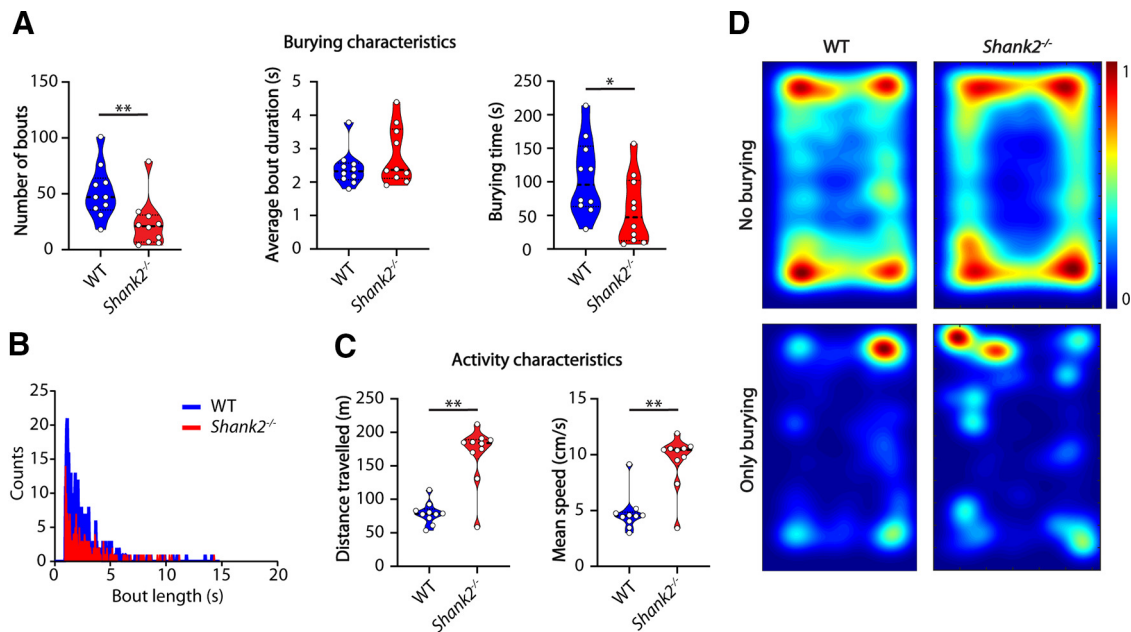 A
Burying characteristics
Number of bouts
150
100
50
0
**
WT
Shank2-/-
Average bout duration (s)
5
4
3
2
1
0
WT
Shank2-/-
Burying time (s)
250
200
150
100
50
0
*
WT
Shank2-/-
B
Counts
25
20
15
10
5
0
WT
Shank2-/-
0 5 10 15 20
Bout length (s)
C
Activity characteristics
Distance travelled (m)
250
200
150
100
50
0
**
WT
Shank2-/-
Mean speed (cm/s)
15
10
5
0
**
WT
Shank2-/-
D
WT Shank2-/-
No burying
1
0
Only burying